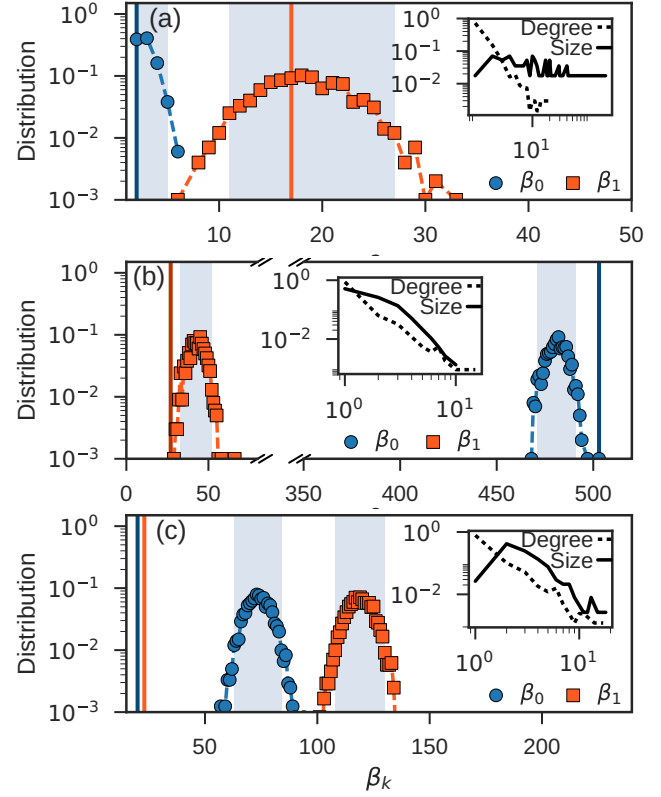 (a)
Distribution
10⁰
10⁻¹
10⁻²
10⁻³
10 20 30 40 50
β₀ β₁
Degree
Size
10⁰
10⁻¹
10⁻²
10¹
(b)
Distribution
10⁰
10⁻¹
10⁻²
10⁻³
0 50 350 400 450 500
β₀ β₁
Degree
Size
10⁰
10⁻²
10⁰ 10¹
(c)
Distribution
10⁰
10⁻¹
10⁻²
10⁻³
50 100 150 200
β₀ β₁
Degree
Size
10⁰
10⁻²
10⁰ 10¹
βₖ